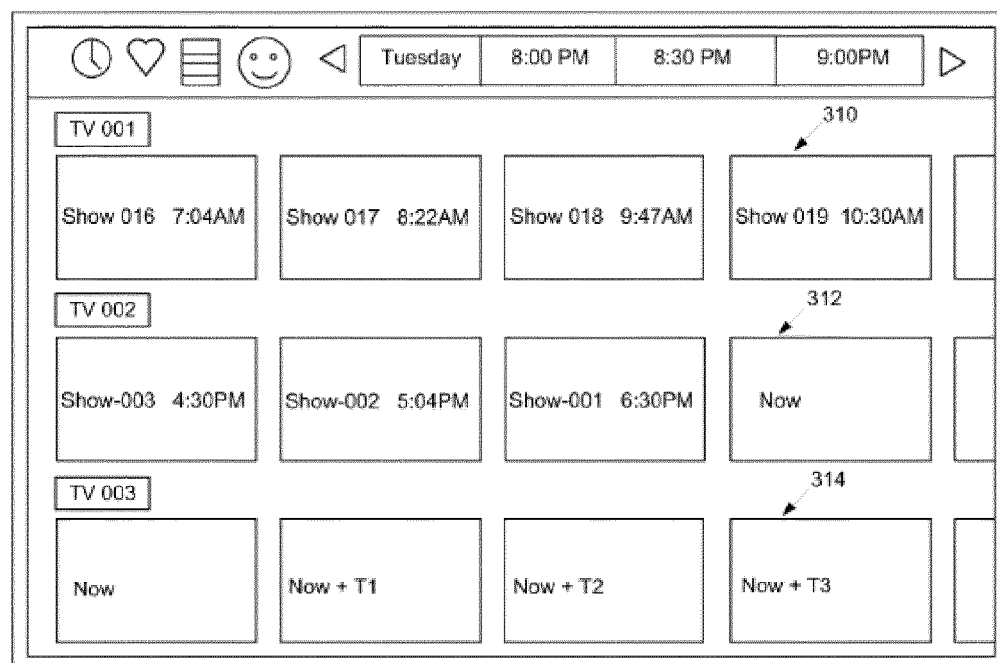 Tuesday 8:00 PM 8:30 PM 9:00PM
310
TV 001
Show 016 7:04AM Show 017 8:22AM Show 018 9:47AM Show 019 10:30AM
312
TV 002
Show-003 4:30PM Show-002 5:04PM Show-001 6:30PM Now
314
TV 003
Now Now + T1 Now + T2 Now + T3